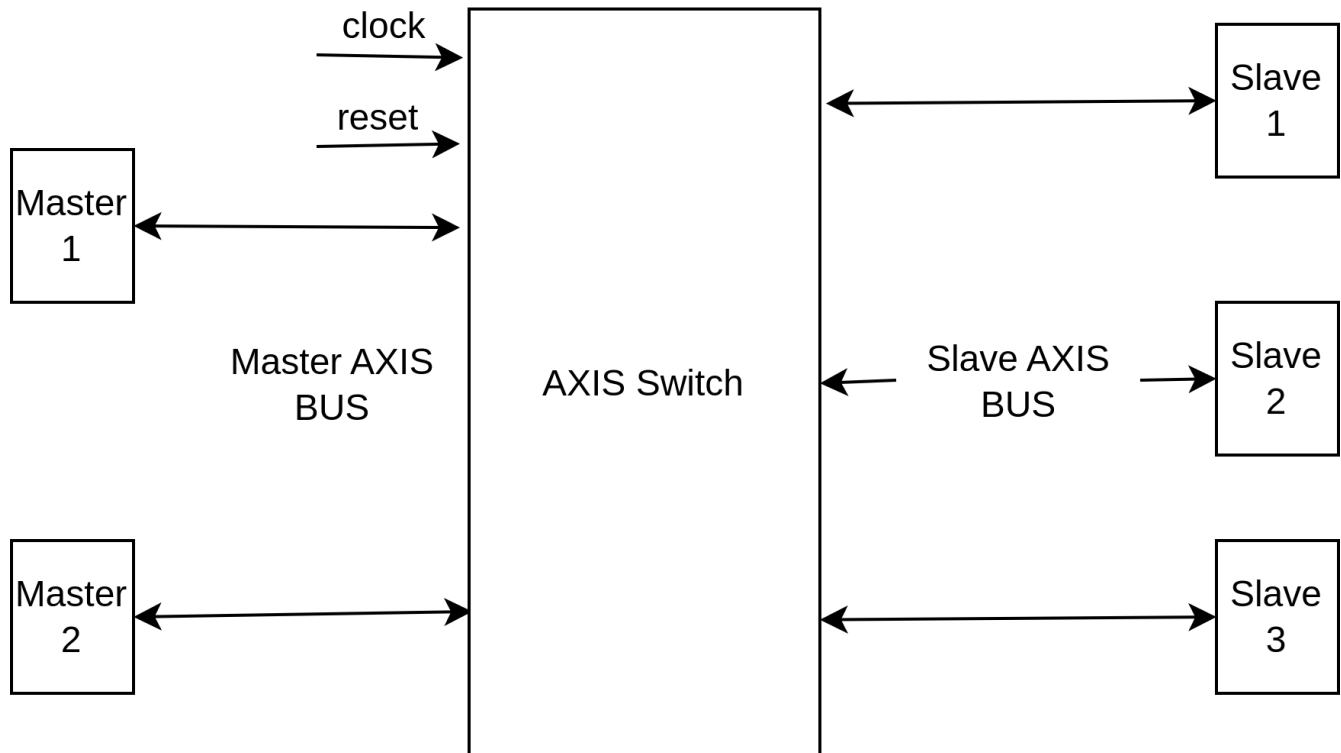 clock
reset
Master
1
Master AXIS
BUS
Master
2
AXIS Switch
Slave AXIS
BUS
Slave
1
Slave
2
Slave
3